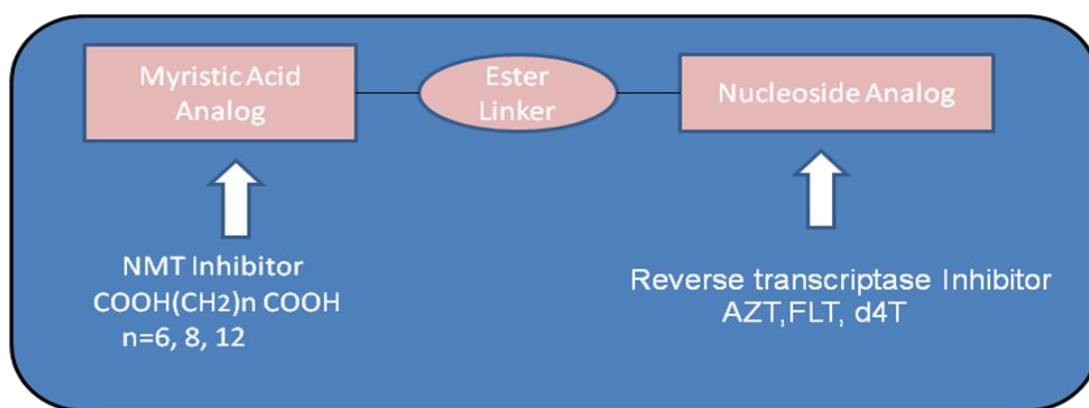 Myristic Acid
Analog
Ester
Linker
Nucleoside Analog
NMT Inhibitor
COOH(CH2)n COOH
n=6, 8, 12
Reverse transcriptase Inhibitor
AZT,FLT, d4T